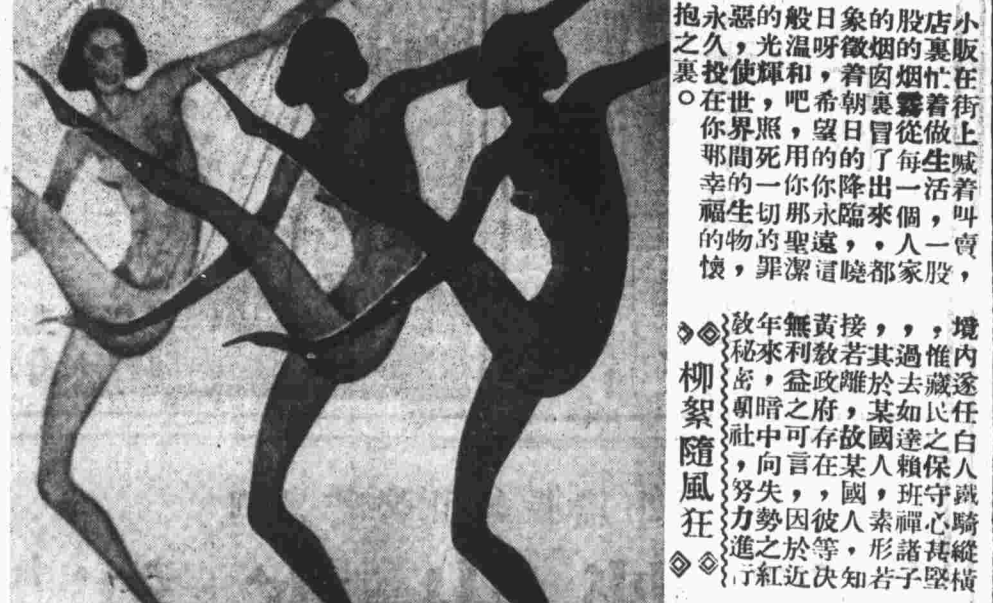 小販在街上喊着叫賣，
店裏忙着做生活，一股
股的烟霧從每一個人家
的烟囱裏冒了出來．都
象徵着朝日的降臨，曉
日呀，希望的你永遠這
般溫和吧，用你那聖潔
的光輝，照死一切的罪
惡，使世界間的生物，
永久投在你那幸福的懷
抱之裏。
境內遂任白人鐵騎縱橫
，惟藏民之保守心甚堅
，過去如達賴班禪諸子
，其於某國人，素形若
接若離，故某國人，知
黃敎政府存在，彼等決
無利益之可言，因於近
年來，暗中向失勢之紅
敎秘密社，努力進行
柳絮隨風狂